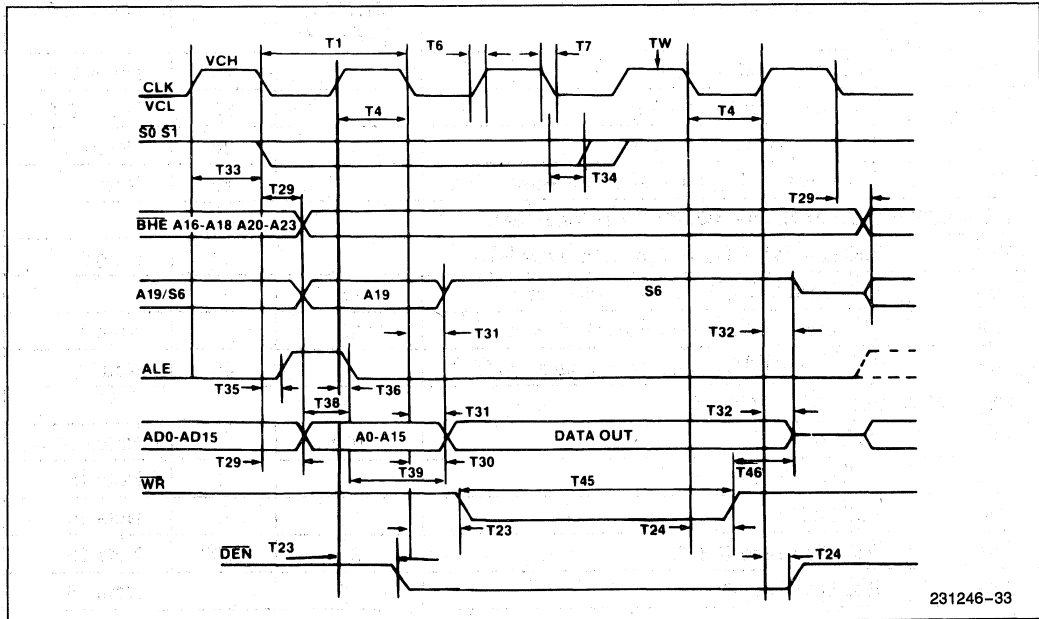 T1 T6 T7 TW
VCH
CLK
VCL
T4 T4
S0 S1
T33 T34
T29 T29
BHE A16-A18 A20-A23
A19/S6 A19 S6
T31 T32
ALE
T35 T36
T38
T31 T32
AD0-AD15 A0-A15 DATA OUT
T29 T39 T30 T46
WR T45
T23 T24
DEN T23 T24
231246-33